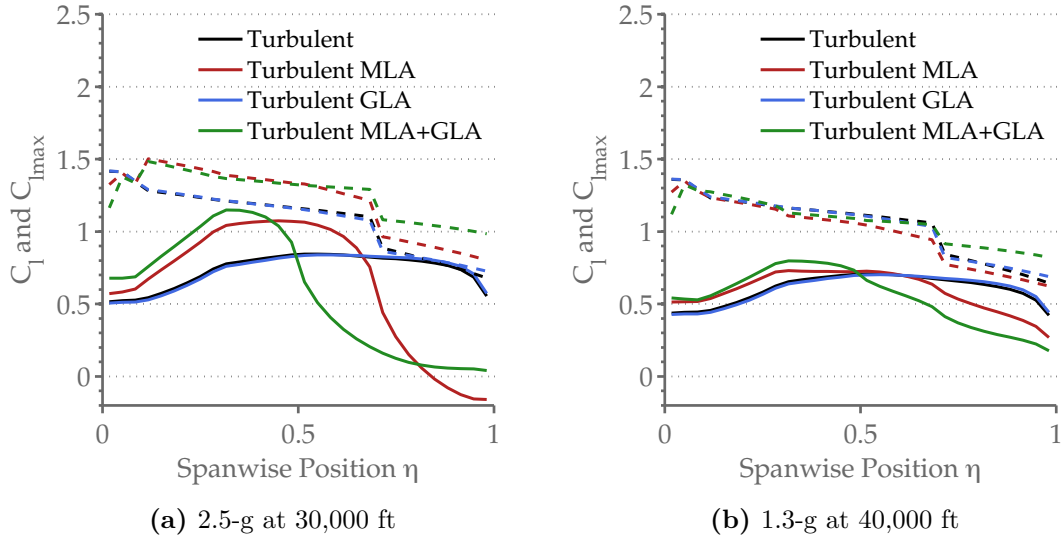 2.5
2
1.5
1
0.5
0
C_l and C_lmax
Turbulent
Turbulent MLA
Turbulent GLA
Turbulent MLA+GLA
0
0.5
1
Spanwise Position η
(a) 2.5-g at 30,000 ft
2.5
2
1.5
1
0.5
0
C_l and C_lmax
Turbulent
Turbulent MLA
Turbulent GLA
Turbulent MLA+GLA
0
0.5
1
Spanwise Position η
(b) 1.3-g at 40,000 ft